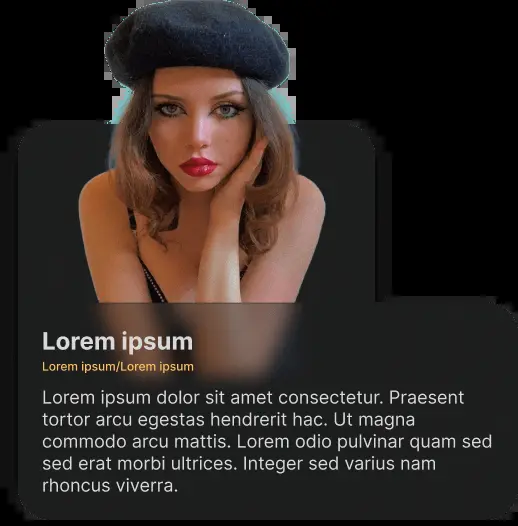 Lorem ipsum
Lorem ipsum/Lorem ipsum
Lorem ipsum dolor sit amet consectetur. Praesent
tortor arcu egestas hendrerit hac. Ut magna
commodo arcu mattis. Lorem odio pulvinar quam sed
sed erat morbi ultrices. Integer sed varius nam
rhoncus viverra.